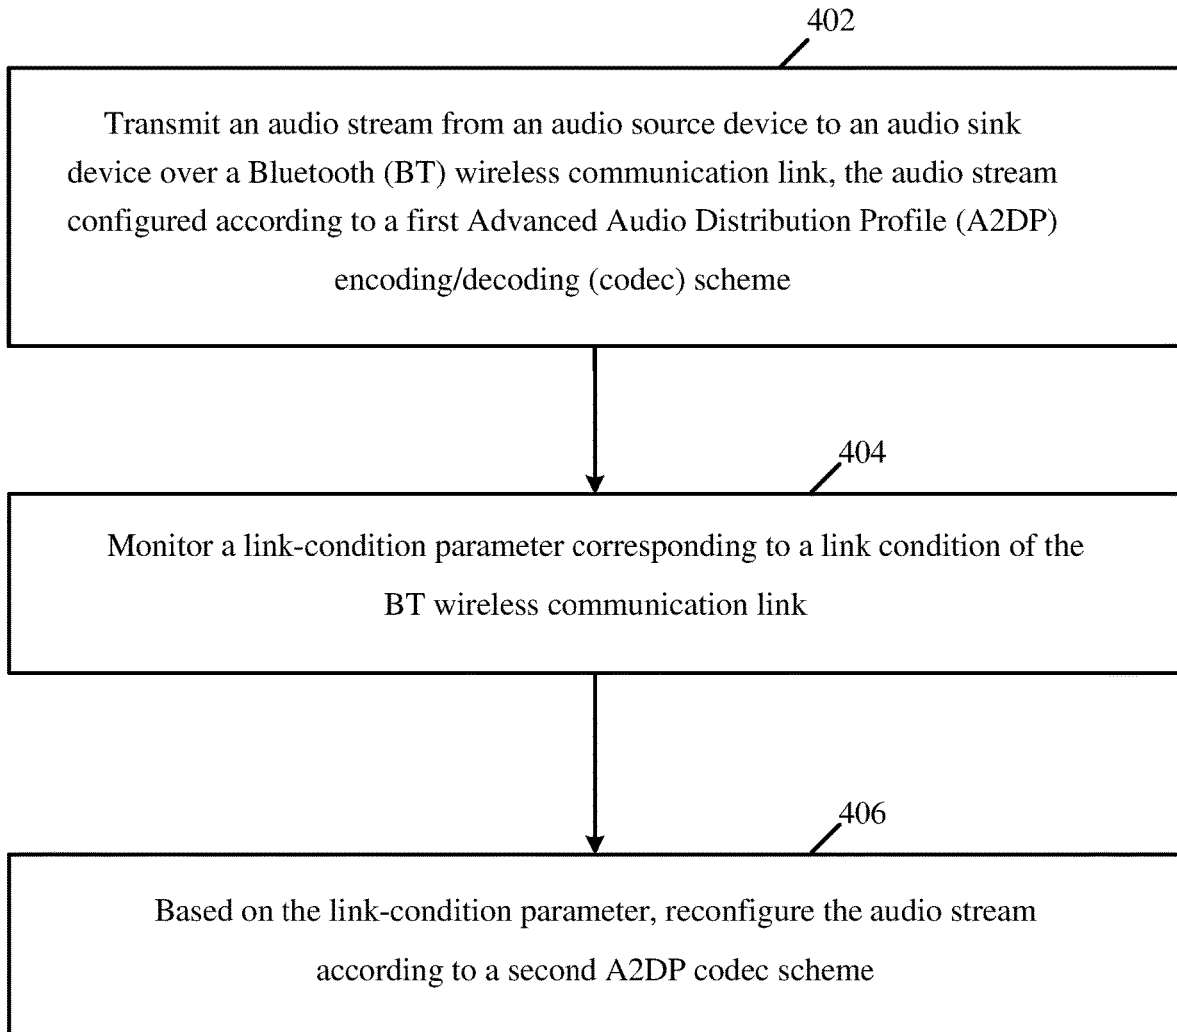 402
Transmit an audio stream from an audio source device to an audio sink
device over a Bluetooth (BT) wireless communication link, the audio stream
configured according to a first Advanced Audio Distribution Profile (A2DP)
encoding/decoding (codec) scheme
404
Monitor a link-condition parameter corresponding to a link condition of the
BT wireless communication link
406
Based on the link-condition parameter, reconfigure the audio stream
according to a second A2DP codec scheme